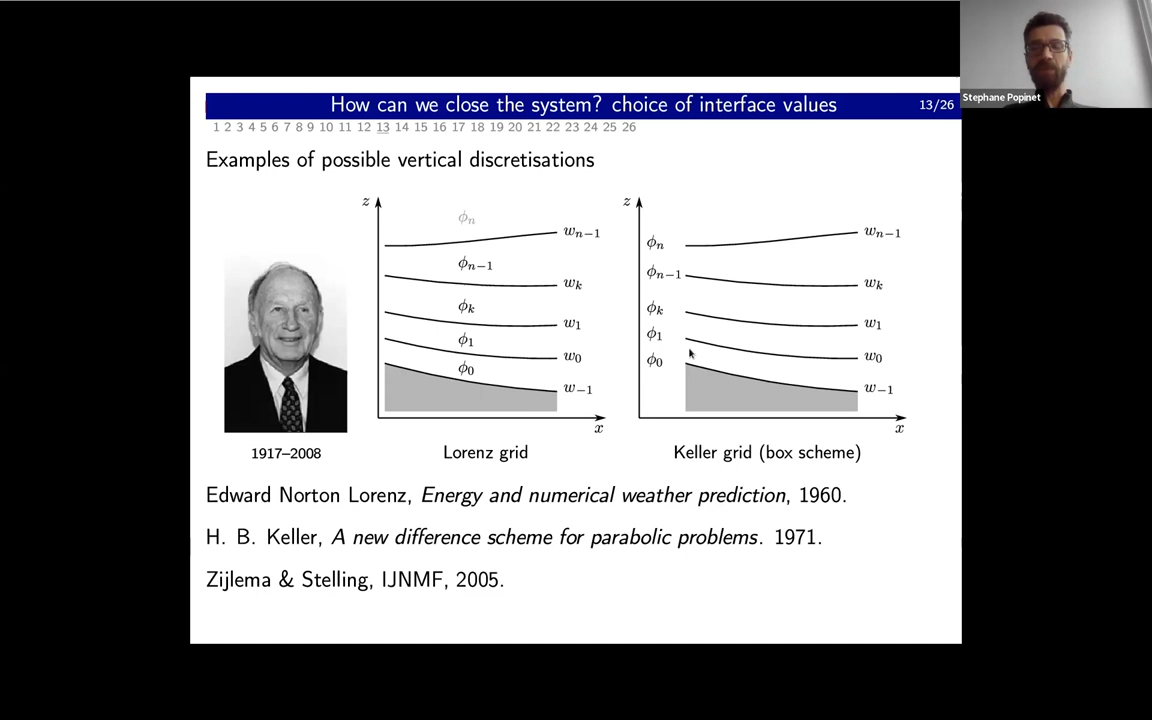 Stephane Popinet
How can we close the system? choice of interface values 13/26
1 2 3 4 5 6 7 8 9 10 11 12 13 14 15 16 17 18 19 20 21 22 23 24 25 26
Examples of possible vertical discretisations
z
ϕn
wn−1
ϕn−1
wk
ϕk
w1
ϕ1
w0
ϕ0
w−1
x
z
ϕn
wn−1
ϕn−1
wk
ϕk
w1
ϕ1
w0
ϕ0
w−1
x
1917–2008
Lorenz grid
Keller grid (box scheme)
Edward Norton Lorenz, Energy and numerical weather prediction, 1960.
H. B. Keller, A new difference scheme for parabolic problems. 1971.
Zijlema & Stelling, IJNMF, 2005.